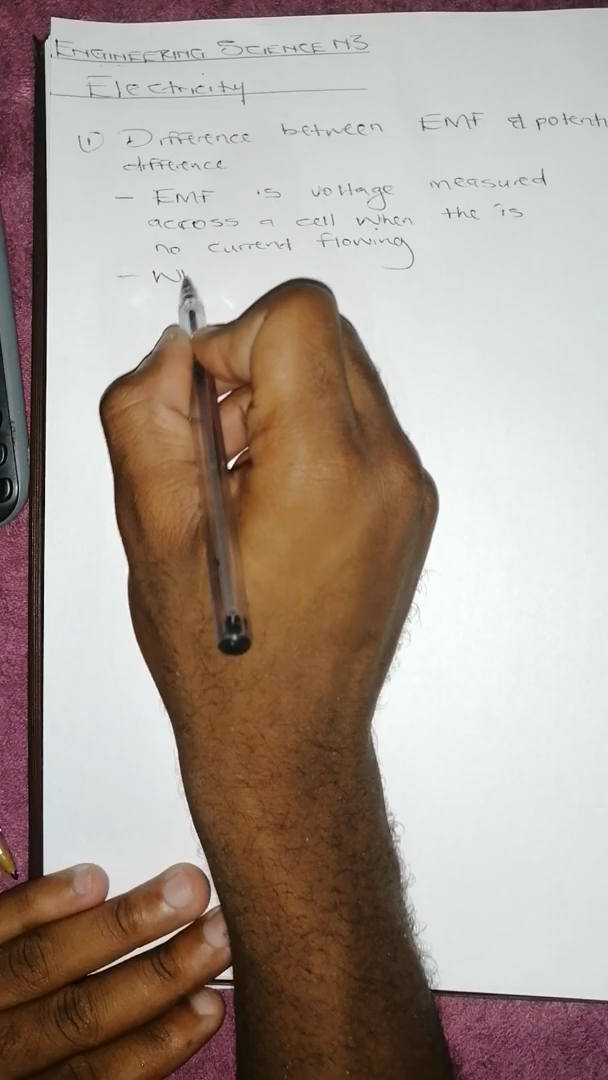 ENGINEERING SCIENCE N3
Electricity
① Difference between EMF & potenti
difference
- EMF is voltage measured
across a cell when the is
no current flowing
- Wh